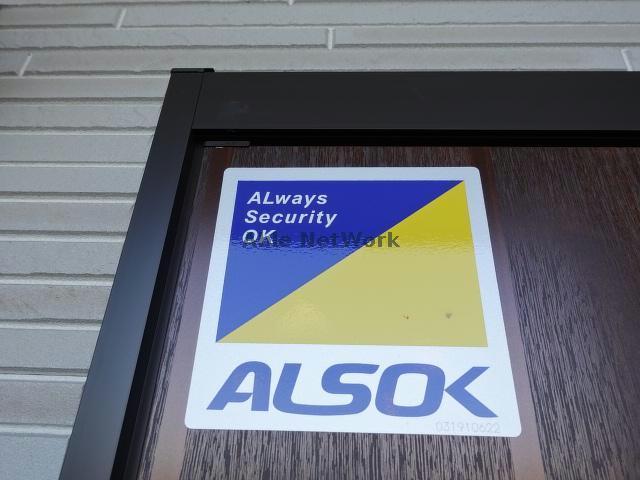 ALways
Security
OK
Able NetWork
ALSOK
031910622